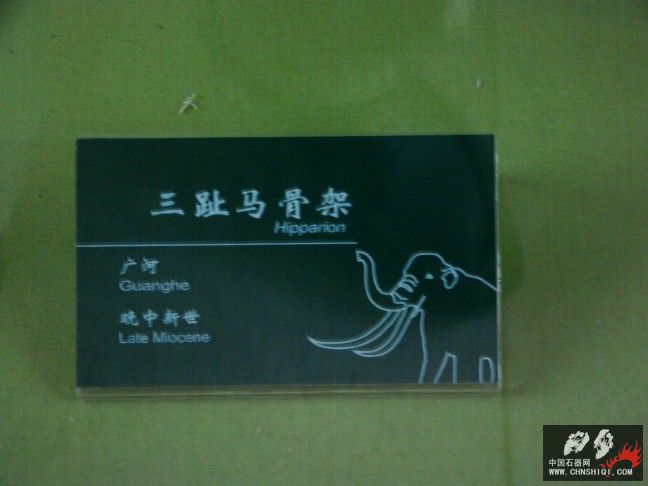 三趾马骨架
Hipparion
广河
Guanghe
晚中新世
Late Miocene
中国石器网
WWW.CHNSHIQI.COM